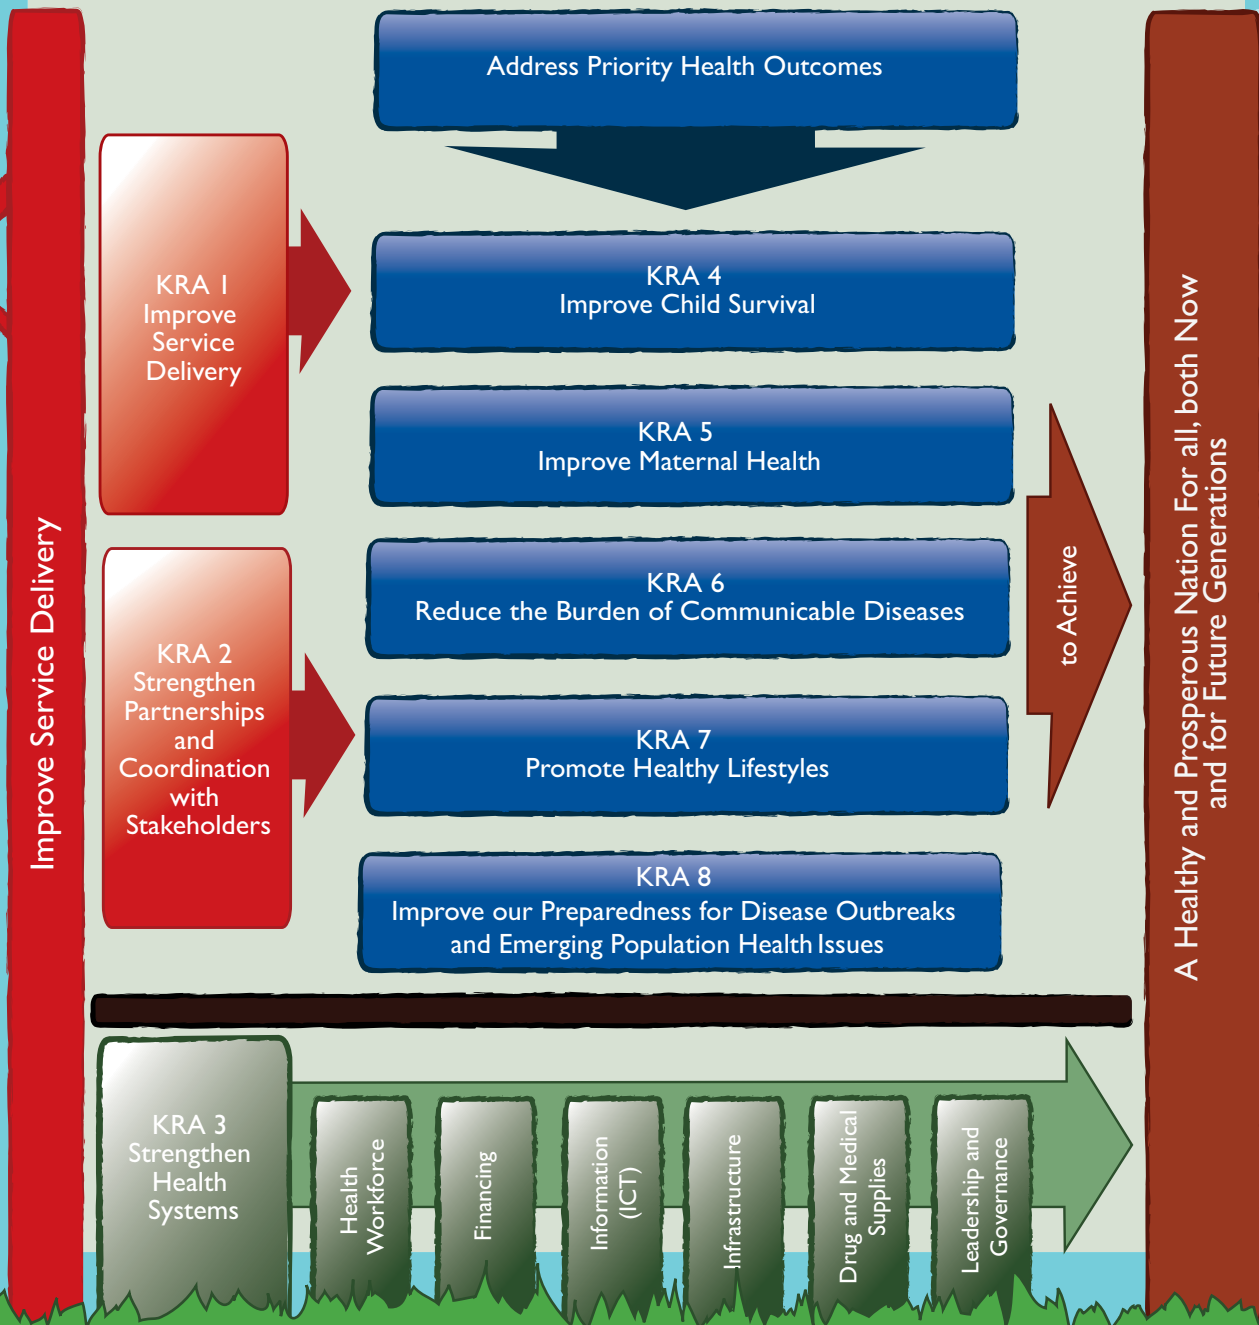 Improve Service Delivery
Address Priority Health Outcomes
KRA 1
Improve
Service
Delivery
KRA 2
Strengthen
Partnerships
and
Coordination
with
Stakeholders
KRA 4
Improve Child Survival
KRA 5
Improve Maternal Health
KRA 6
Reduce the Burden of Communicable Diseases
KRA 7
Promote Healthy Lifestyles
KRA 8
Improve our Preparedness for Disease Outbreaks
and Emerging Population Health Issues
to Achieve
A Healthy and Prosperous Nation For all, both Now
and for Future Generations
KRA 3
Strengthen
Health
Systems
Health
Workforce
Financing
Information
(ICT)
Infrastructure
Drug and Medical
Supplies
Leadership and
Governance